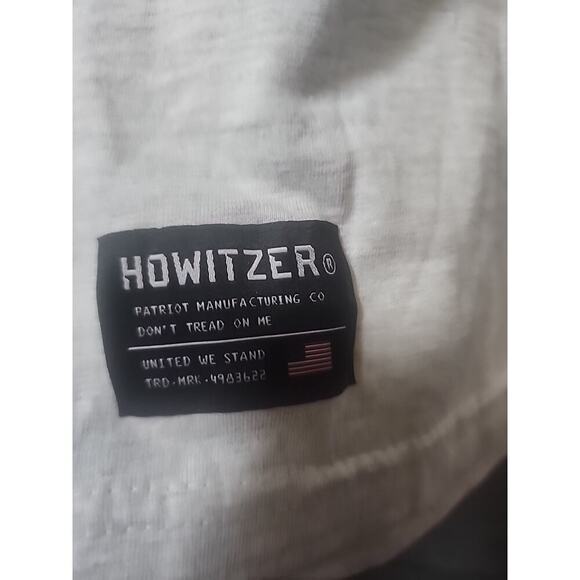 HOWITZER®
PATRIOT MANUFACTURING CO
DON'T TREAD ON ME
UNITED WE STAND
TRD-MRK-4983622